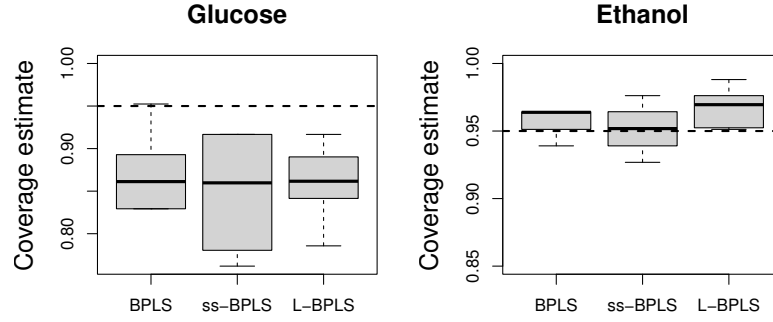 Glucose
Coverage estimate
1.00
0.90
0.80
BPLS ss-BPLS L-BPLS
Ethanol
Coverage estimate
1.00
0.95
0.90
0.85
BPLS ss-BPLS L-BPLS